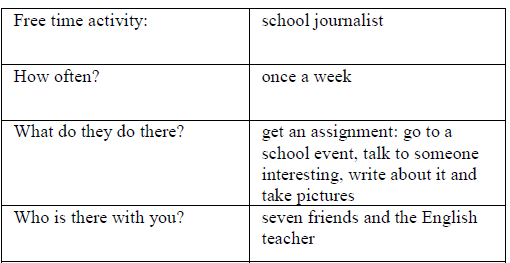 Free time activity: school journalist
How often? once a week
What do they do there? get an assignment: go to a
school event, talk to someone
interesting, write about it and
take pictures
Who is there with you? seven friends and the English
teacher